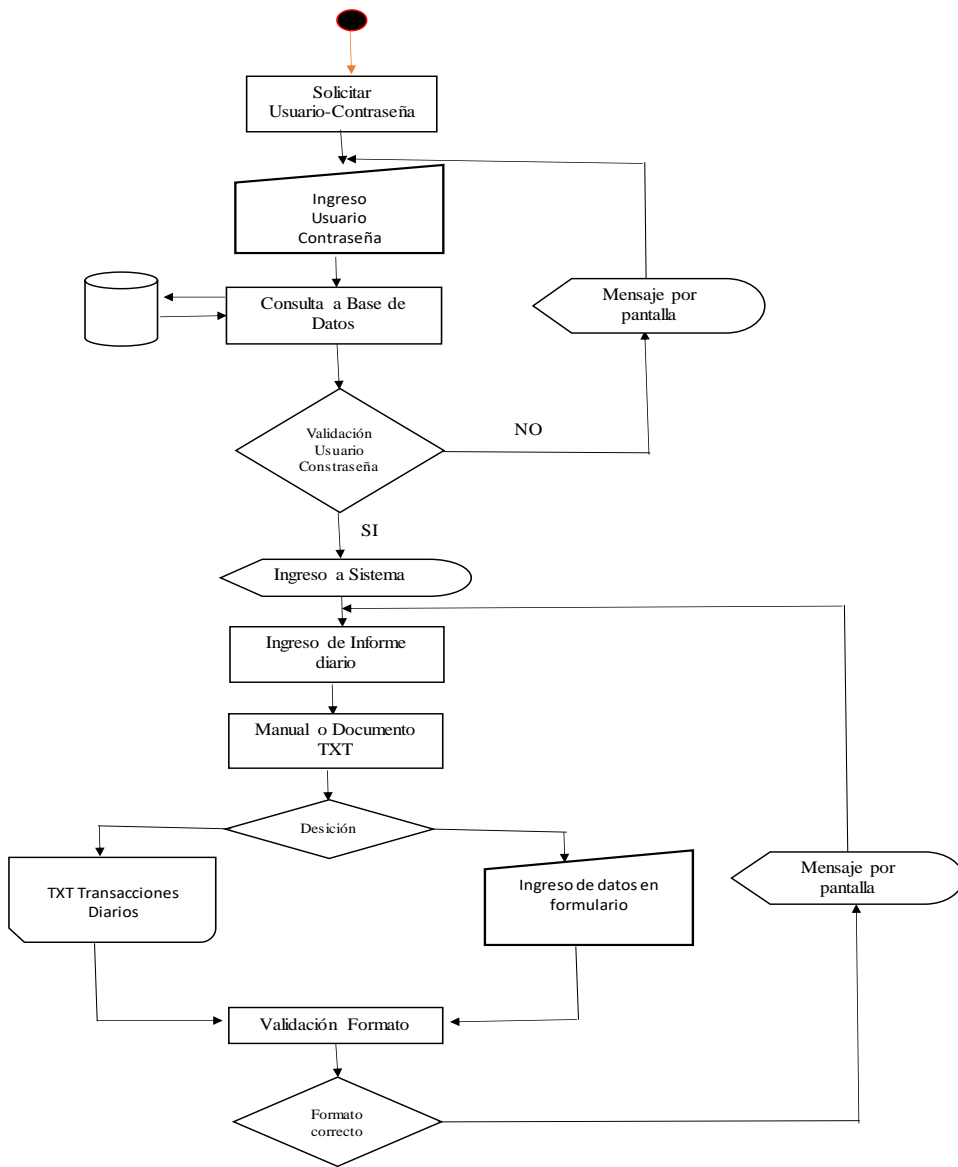 Solicitar
Usuario-Contraseña
Ingreso
Usuario
Contraseña
Consulta a Base de
Datos
Mensaje por
pantalla
Validación
Usuario
Constraseña
NO
SI
Ingreso a Sistema
Ingreso de Informe
diario
Manual o Documento
TXT
Desición
TXT Transacciones
Diarios
Ingreso de datos en
formulario
Mensaje por
pantalla
Validación Formato
Formato
correcto